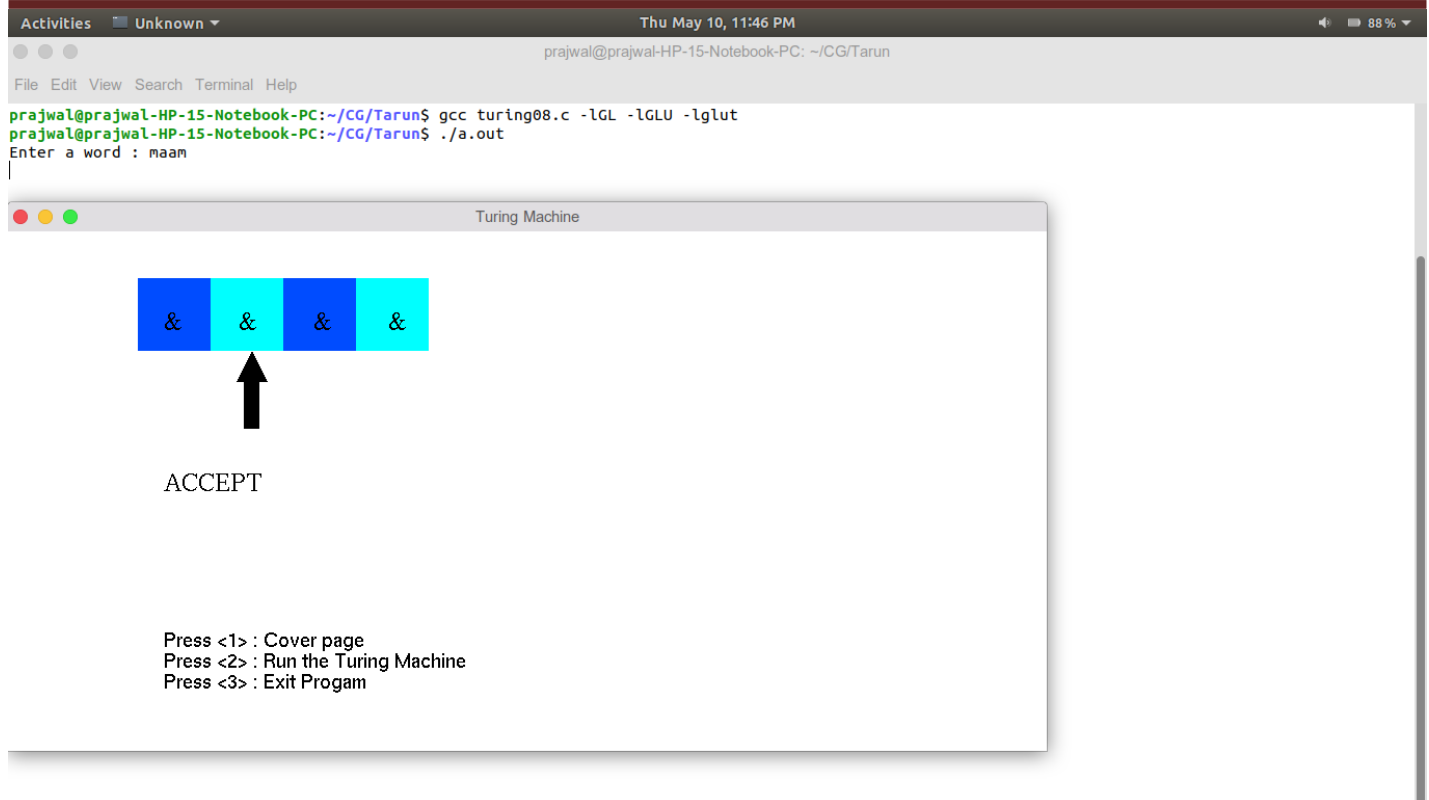 Activities Unknown Thu May 10, 11:46 PM 88%
prajwal@prajwal-HP-15-Notebook-PC: ~/CG/Tarun
File Edit View Search Terminal Help
prajwal@prajwal-HP-15-Notebook-PC:~/CG/Tarun$ gcc turing08.c -lGL -lGLU -lglut
prajwal@prajwal-HP-15-Notebook-PC:~/CG/Tarun$ ./a.out
Enter a word : maam
Turing Machine
& & & &
ACCEPT
Press <1> : Cover page
Press <2> : Run the Turing Machine
Press <3> : Exit Progam